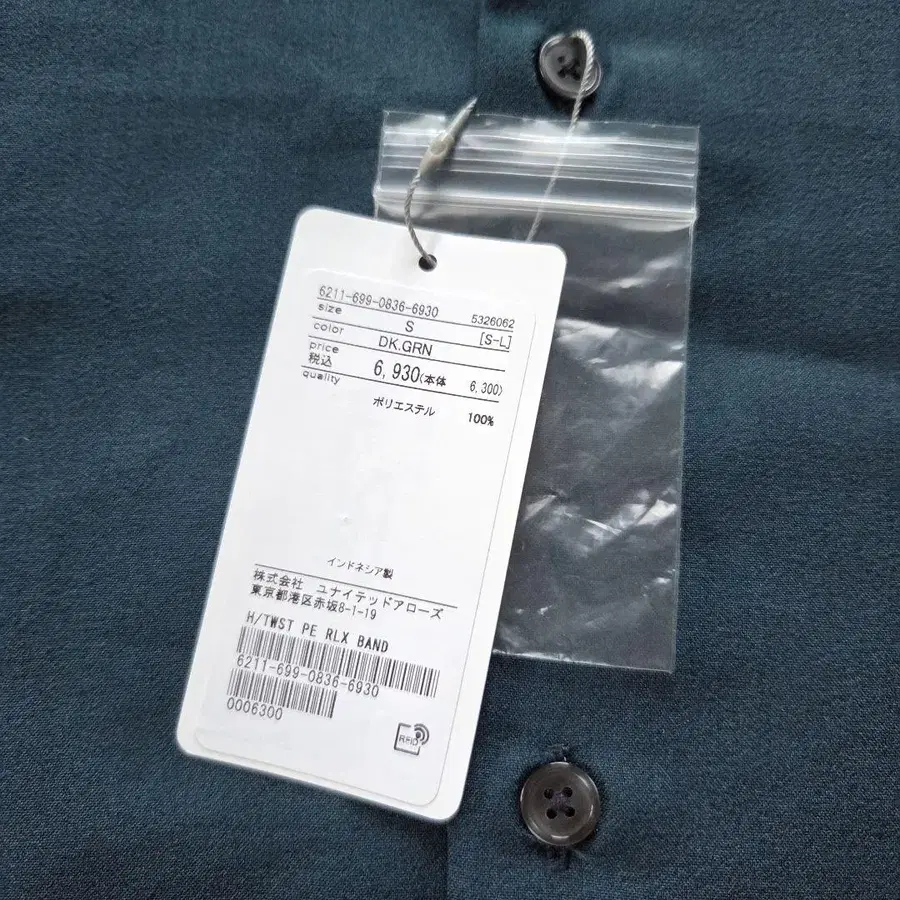 6211-699-0836-6930
5326062
size S [S-L]
color DK.GRN
price
税込 6,930(本体 6,300)
quality
ポリエステル 100%
インドネシア製
株式会社 ユナイテッドアローズ
東京都港区赤坂8-1-19
H/TWST PE RLX BAND
6211-699-0836-6930
0006300
RFID